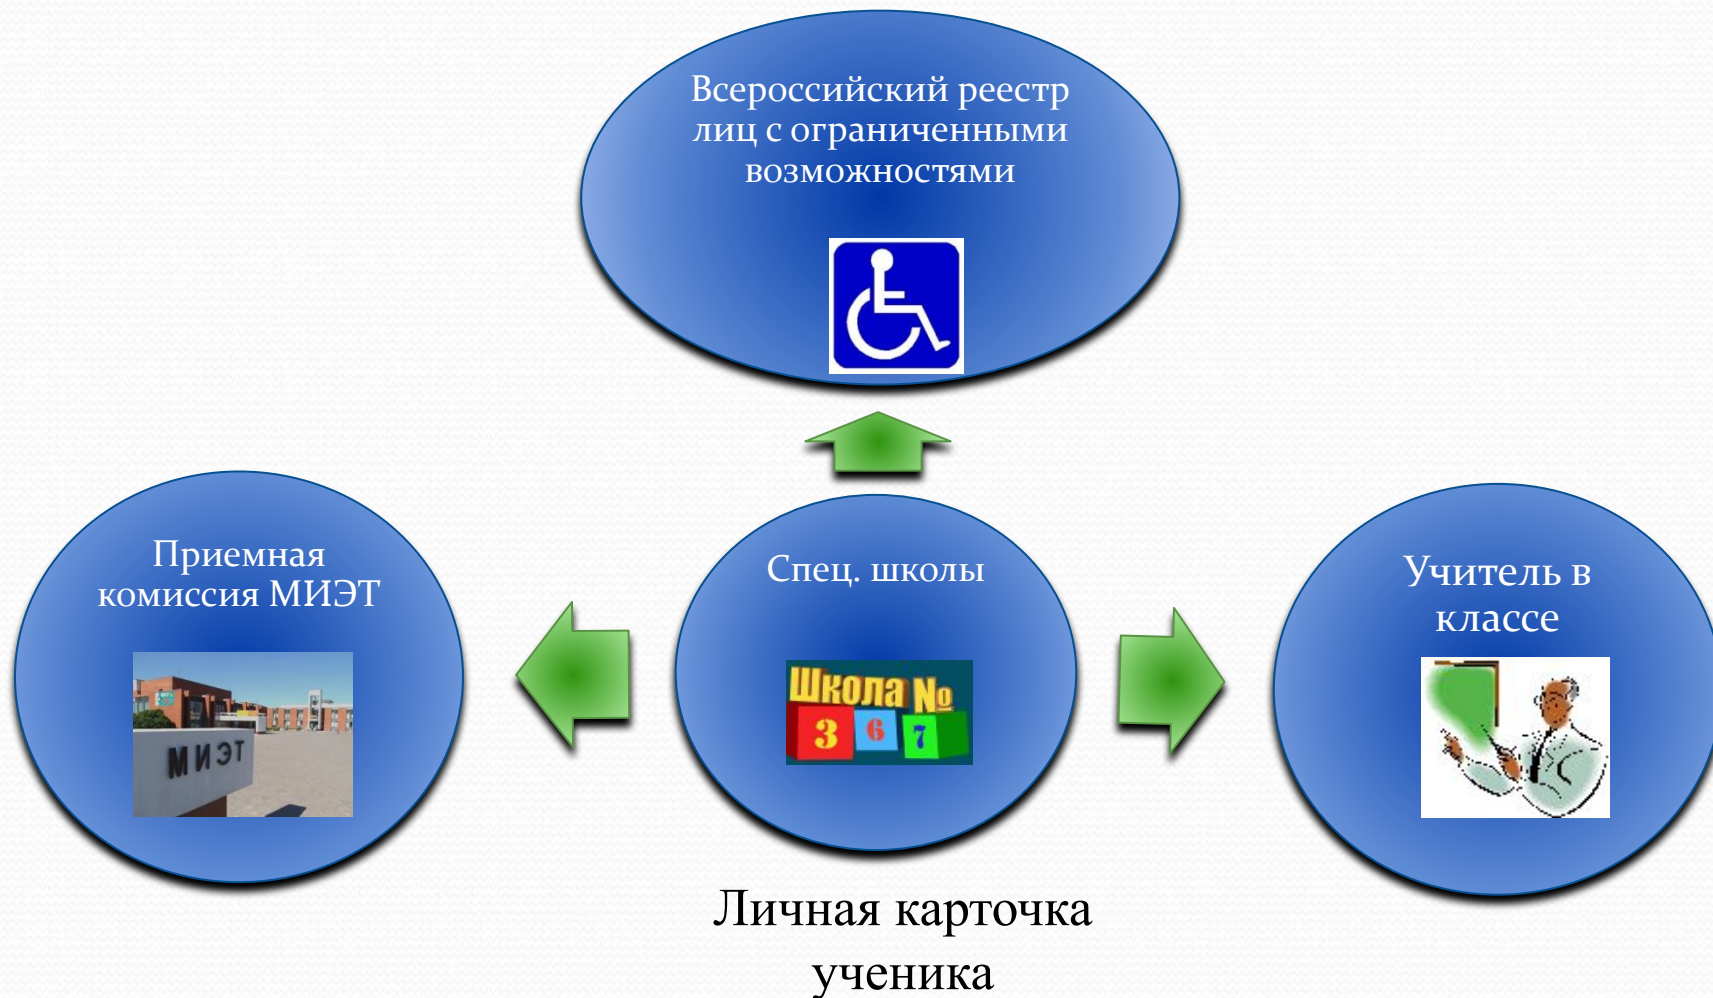 Всероссийский реестр
лиц с ограниченными
возможностями
Приемная
комиссия МИЭТ
МИЭТ
Спец. школы
Школа №
3 6 7
Учитель в
классе
Личная карточка
ученика